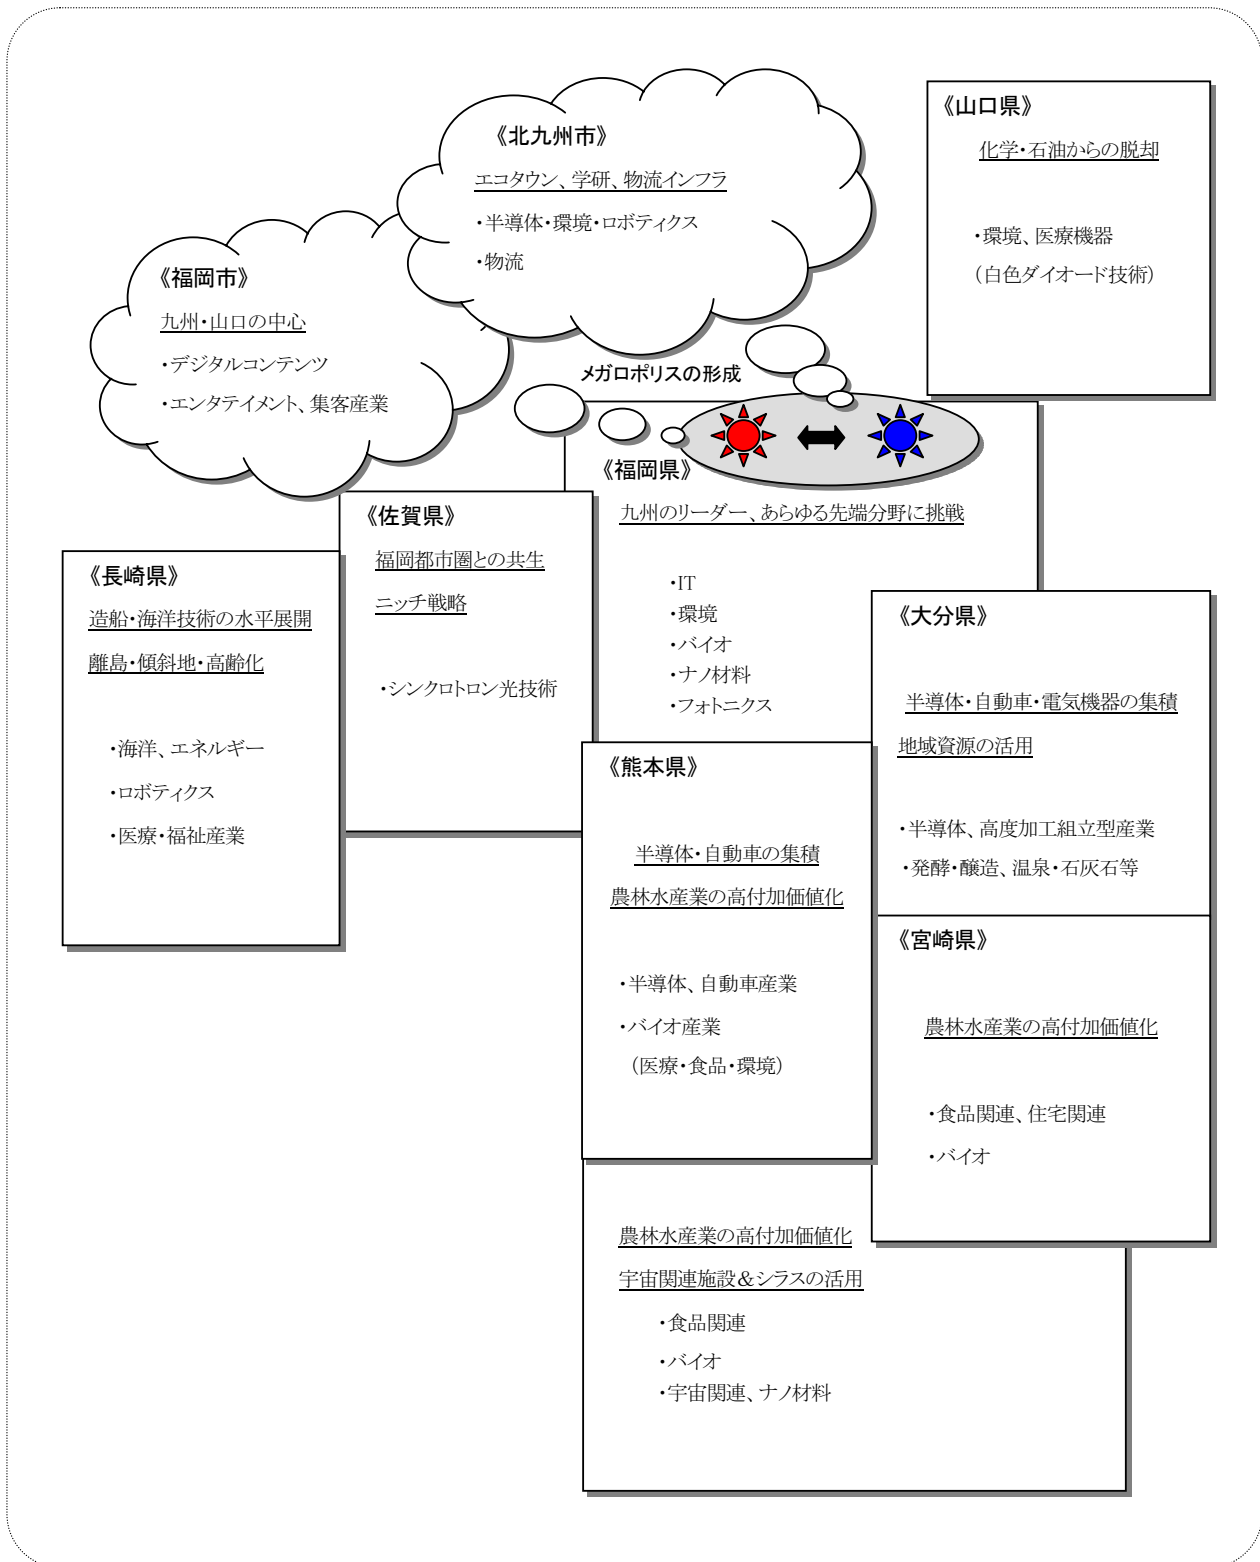 《北九州市》
エコタウン、学研、物流インフラ
・半導体・環境・ロボティクス
・物流
《山口県》
化学・石油からの脱却
・環境、医療機器
（白色ダイオード技術）
《福岡市》
九州・山口の中心
・デジタルコンテンツ
・エンタテイメント、集客産業
メガロポリスの形成
《福岡県》
九州のリーダー、あらゆる先端分野に挑戦
・IT
・環境
・バイオ
・ナノ材料
・フォトニクス
《佐賀県》
福岡都市圏との共生
ニッチ戦略
・シンクロトロン光技術
《長崎県》
造船・海洋技術の水平展開
離島・傾斜地・高齢化
・海洋、エネルギー
・ロボティクス
・医療・福祉産業
《大分県》
半導体・自動車・電気機器の集積
地域資源の活用
・半導体、高度加工組立型産業
・発酵・醸造、温泉・石灰石等
《熊本県》
半導体・自動車の集積
農林水産業の高付加価値化
・半導体、自動車産業
・バイオ産業
（医療・食品・環境）
《宮崎県》
農林水産業の高付加価値化
・食品関連、住宅関連
・バイオ
農林水産業の高付加価値化
宇宙関連施設＆シラスの活用
・食品関連
・バイオ
・宇宙関連、ナノ材料